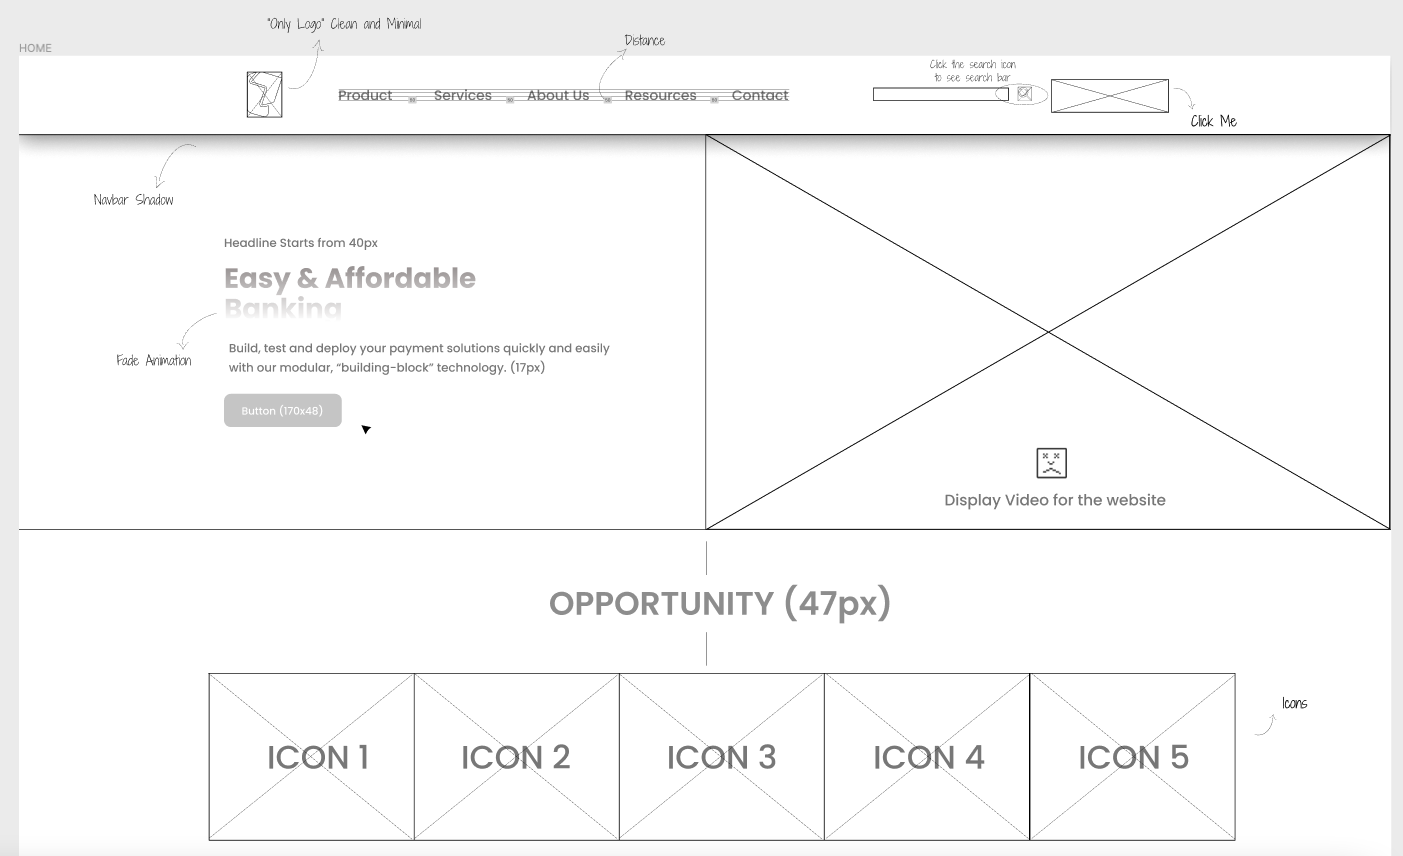 "Only Logo" Clean and Minimal
Distance
HOME
Click the search icon
to see search bar
Product Services About Us Resources Contact
Click Me
Navbar Shadow
Headline Starts from 40px
Easy & Affordable
Banking
Fade Animation
Build, test and deploy your payment solutions quickly and easily
with our modular, “building-block” technology. (17px)
Button (170x48)
Display Video for the website
OPPORTUNITY (47px)
Icons
ICON 1 ICON 2 ICON 3 ICON 4 ICON 5